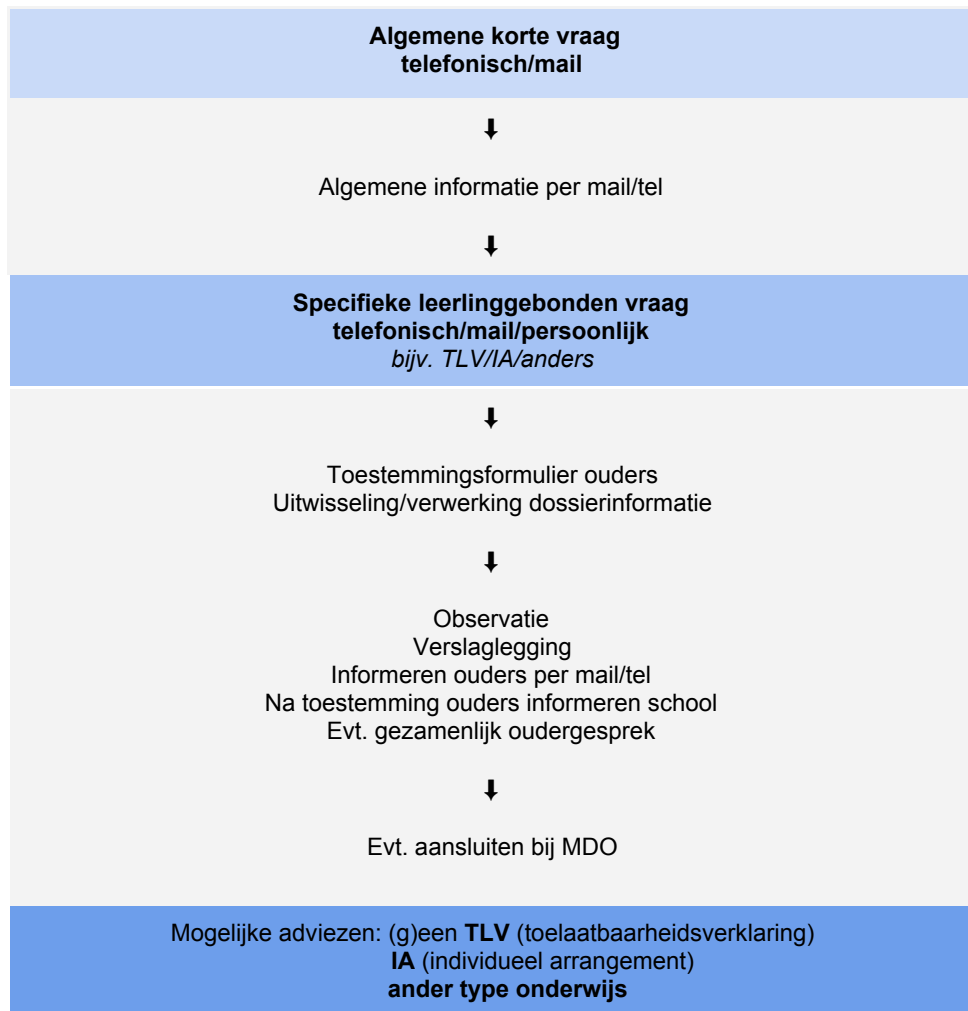 Algemene korte vraag
telefonisch/mail
Algemene informatie per mail/tel
Specifieke leerlinggebonden vraag
telefonisch/mail/persoonlijk
bijv. TLV/IA/anders
Toestemmingsformulier ouders
Uitwisseling/verwerking dossierinformatie
Observatie
Verslaglegging
Informeren ouders per mail/tel
Na toestemming ouders informeren school
Evt. gezamenlijk oudergesprek
Evt. aansluiten bij MDO
Mogelijke adviezen: (g)een TLV (toelaatbaarheidsverklaring)
IA (individueel arrangement)
ander type onderwijs